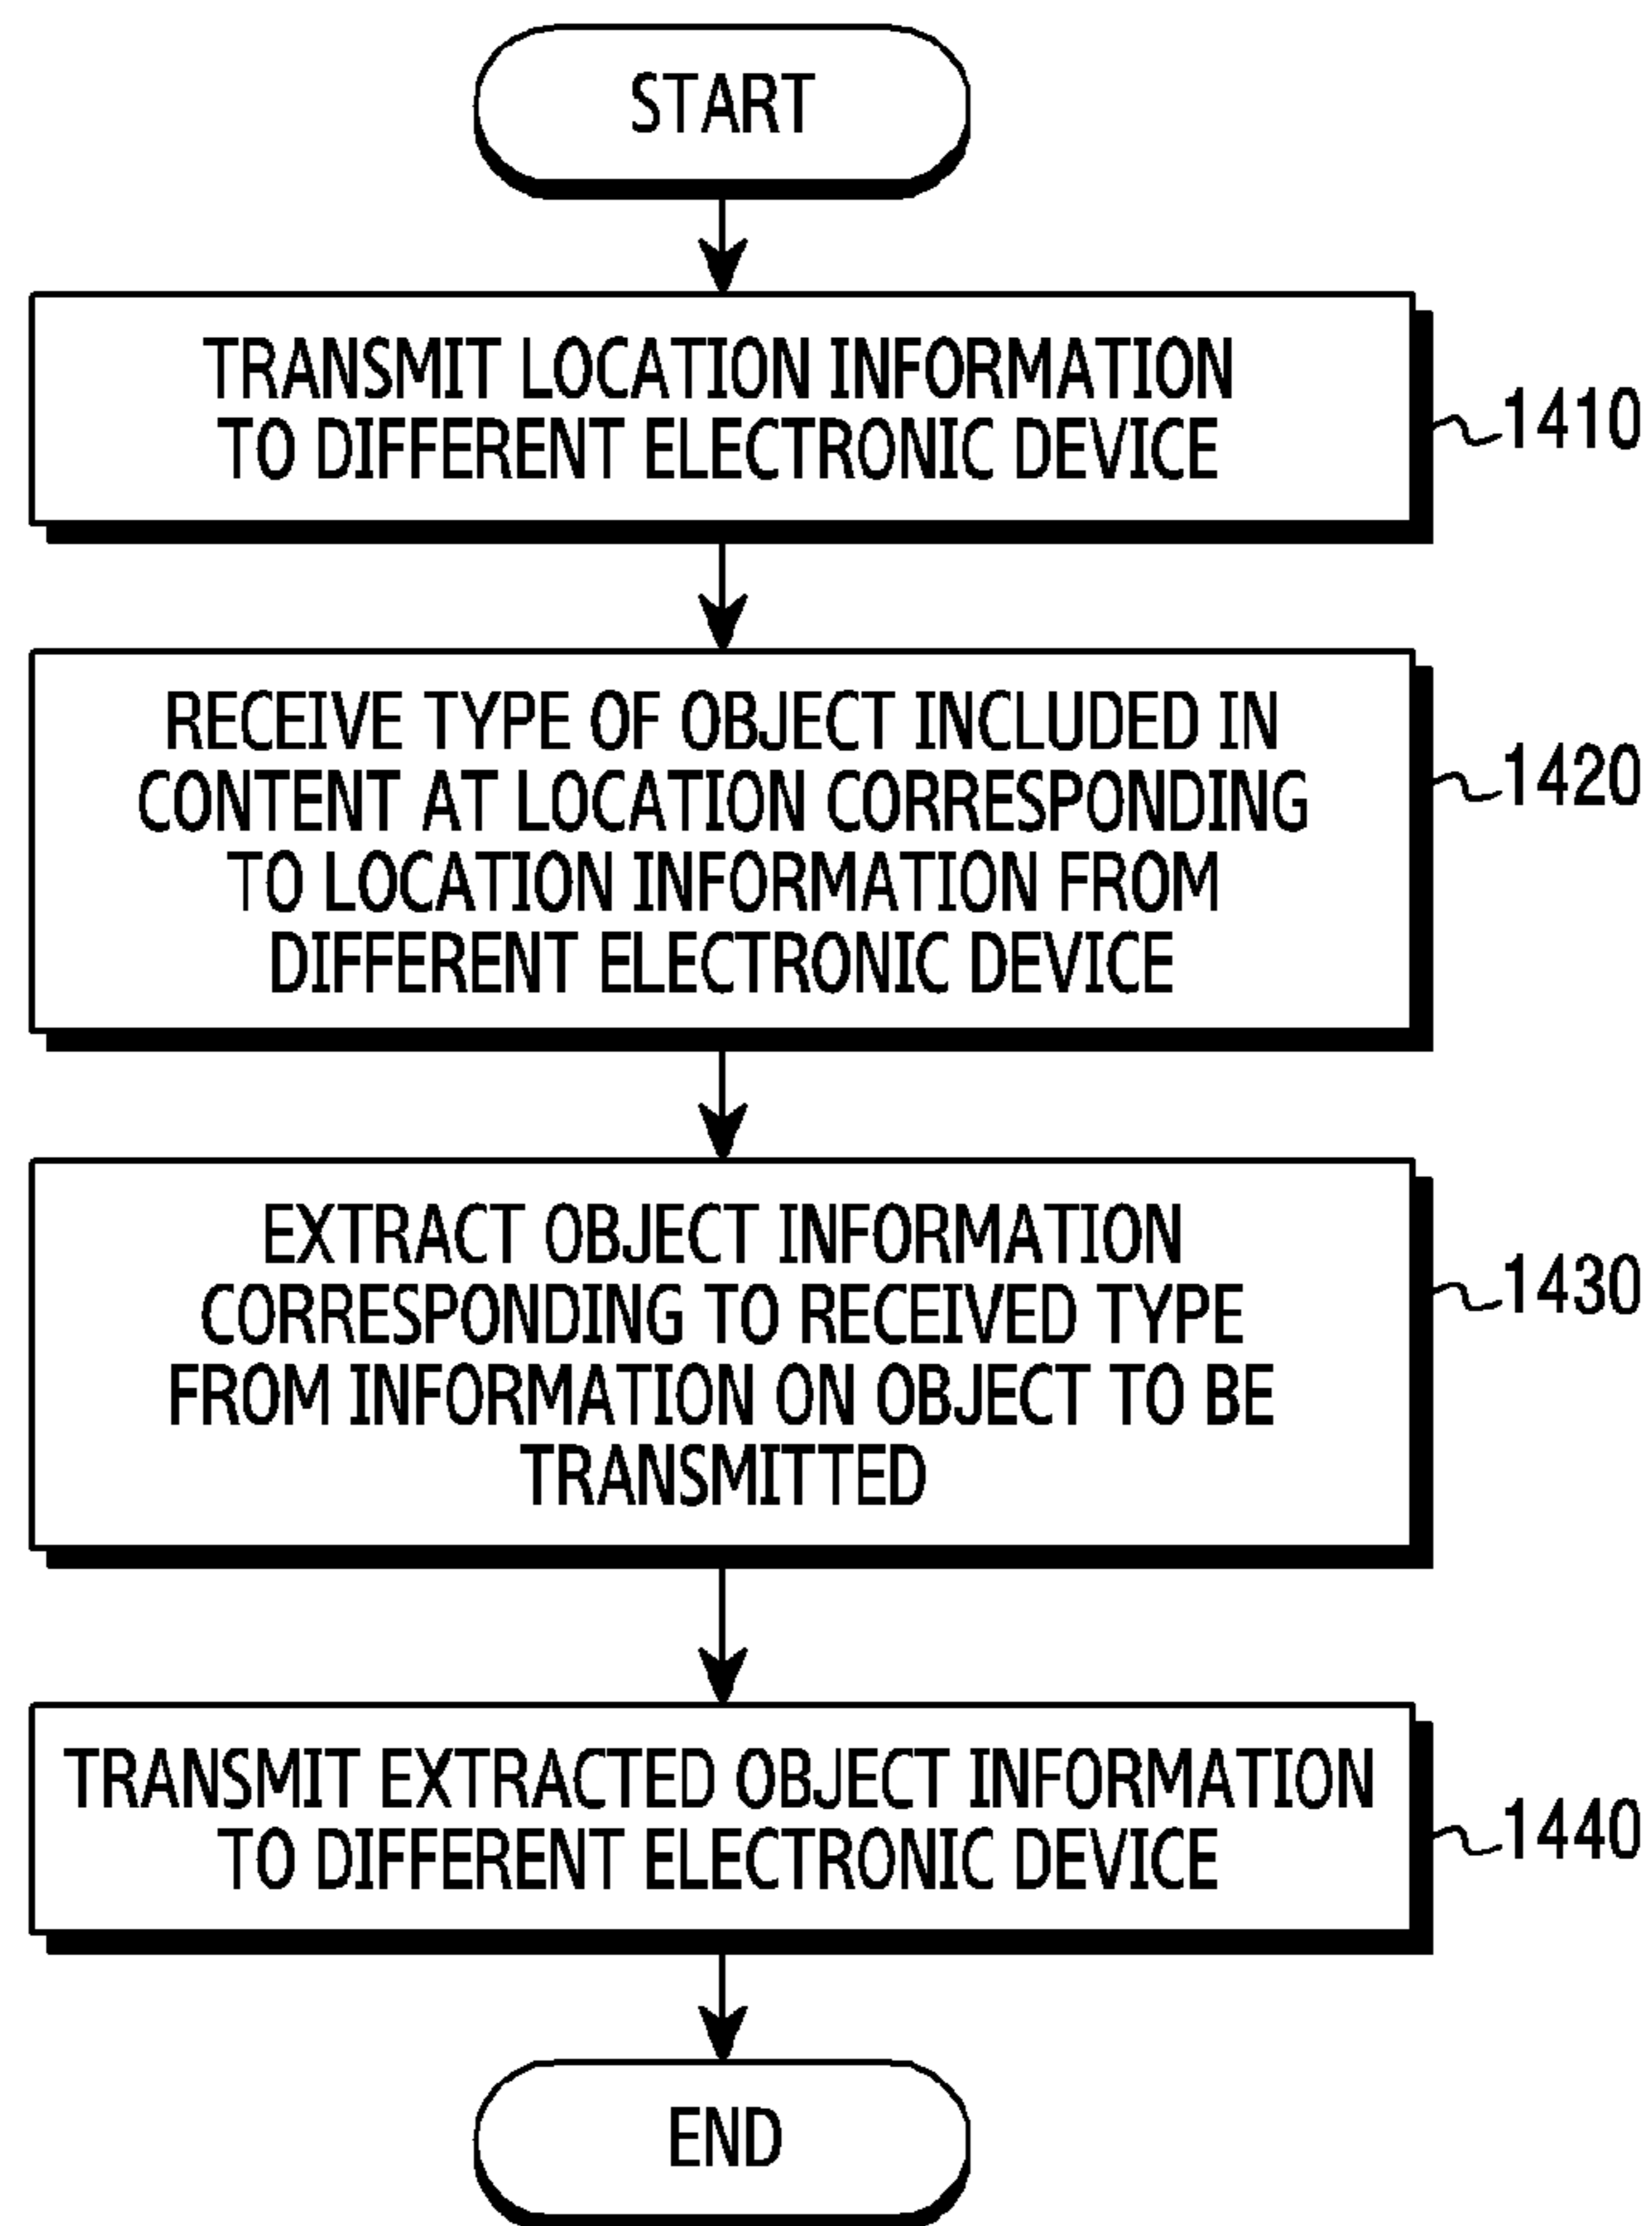 START
TRANSMIT LOCATION INFORMATION
TO DIFFERENT ELECTRONIC DEVICE
1410
RECEIVE TYPE OF OBJECT INCLUDED IN
CONTENT AT LOCATION CORRESPONDING
TO LOCATION INFORMATION FROM
DIFFERENT ELECTRONIC DEVICE
1420
EXTRACT OBJECT INFORMATION
CORRESPONDING TO RECEIVED TYPE
FROM INFORMATION ON OBJECT TO BE
TRANSMITTED
1430
TRANSMIT EXTRACTED OBJECT INFORMATION
TO DIFFERENT ELECTRONIC DEVICE
1440
END